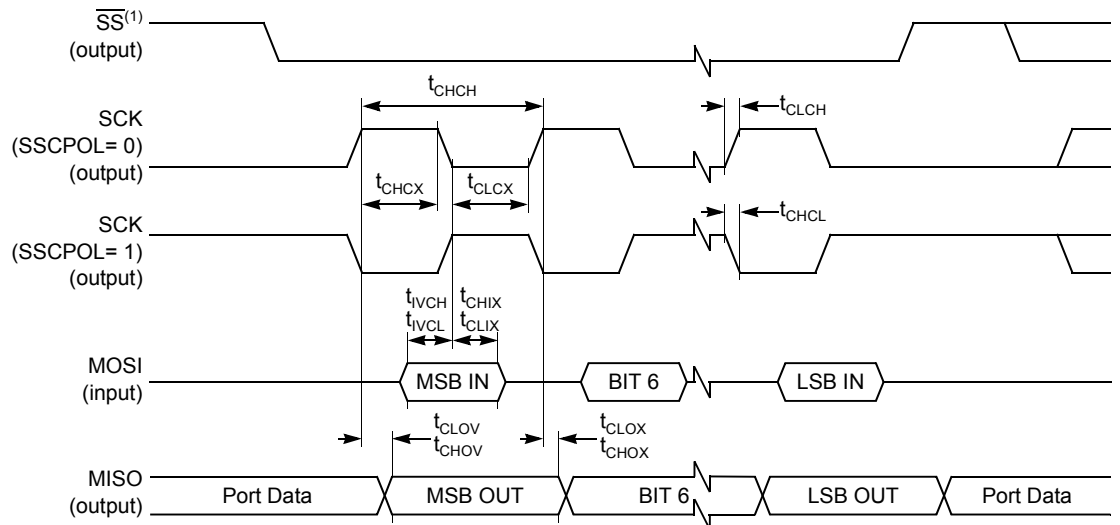 SS(1)
(output)
tCHCH
tCLCH
SCK
(SSCPOL= 0)
(output)
tCHCX
tCLCX
tCHCL
SCK
(SSCPOL= 1)
(output)
tIVCH
tCHIX
tIVCL
tCLIX
MOSI
(input)
MSB IN
BIT 6
LSB IN
tCLOV
tCLOX
tCHOV
tCHOX
MISO
(output)
Port Data
MSB OUT
BIT 6
LSB OUT
Port Data